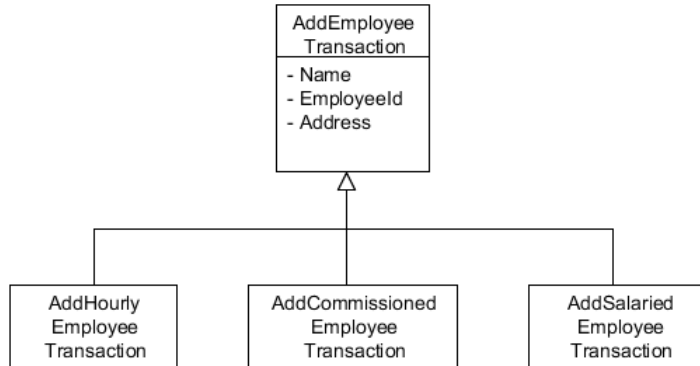 AddEmployee
Transaction
- Name
- EmployeeId
- Address
AddHourly
Employee
Transaction
AddCommissioned
Employee
Transaction
AddSalaried
Employee
Transaction